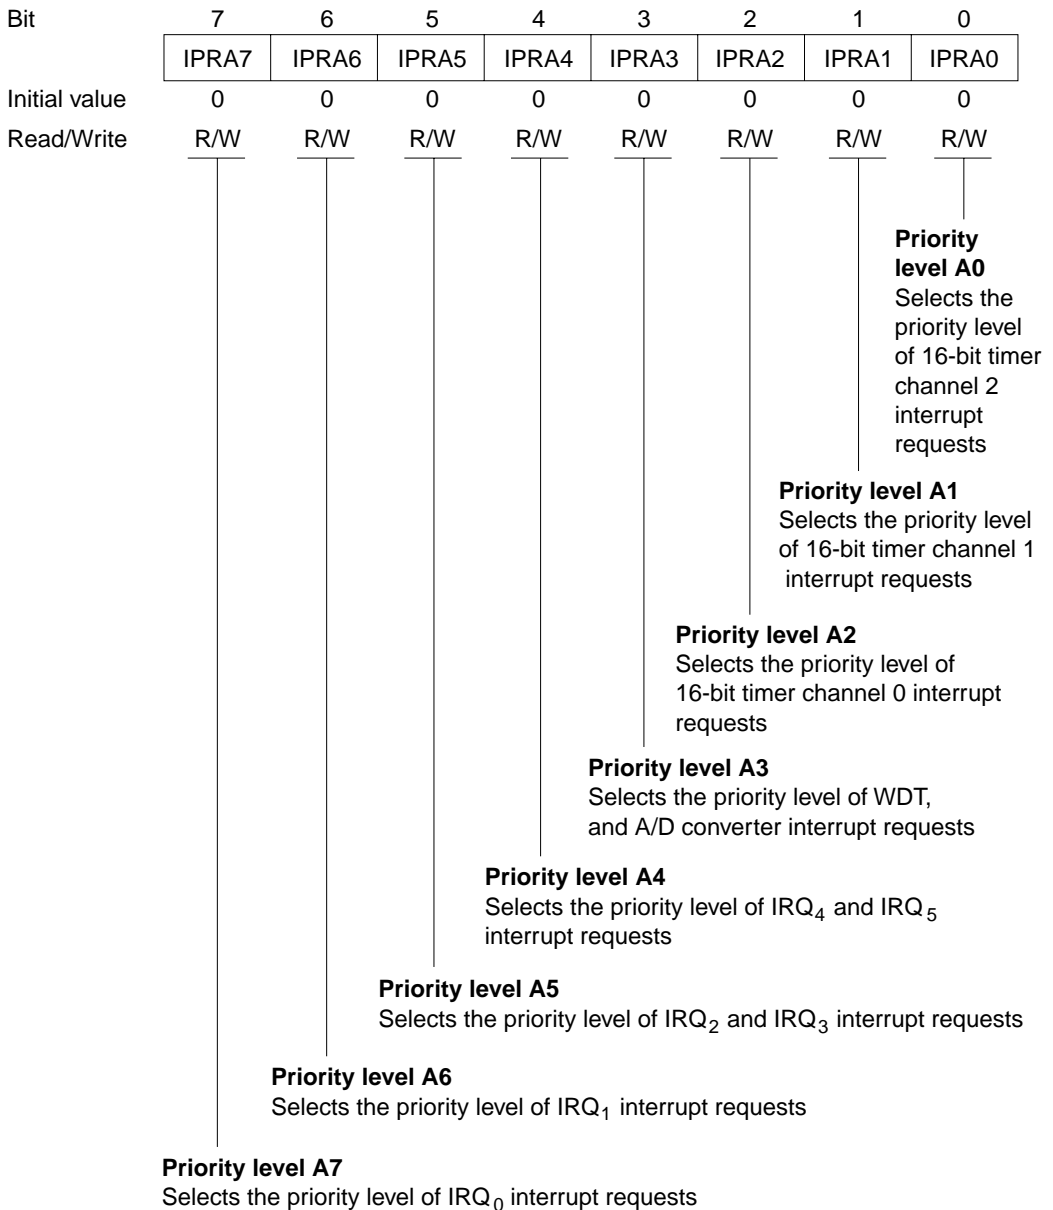 Bit 7 6 5 4 3 2 1 0
IPRA7 IPRA6 IPRA5 IPRA4 IPRA3 IPRA2 IPRA1 IPRA0
Initial value 0 0 0 0 0 0 0 0
Read/Write R/W R/W R/W R/W R/W R/W R/W R/W
Priority
level A0
Selects the
priority level
of 16-bit timer
channel 2
interrupt
requests
Priority level A1
Selects the priority level
of 16-bit timer channel 1
interrupt requests
Priority level A2
Selects the priority level of
16-bit timer channel 0 interrupt
requests
Priority level A3
Selects the priority level of WDT,
and A/D converter interrupt requests
Priority level A4
Selects the priority level of IRQ₄ and IRQ₅
interrupt requests
Priority level A5
Selects the priority level of IRQ₂ and IRQ₃ interrupt requests
Priority level A6
Selects the priority level of IRQ₁ interrupt requests
Priority level A7
Selects the priority level of IRQ₀ interrupt requests